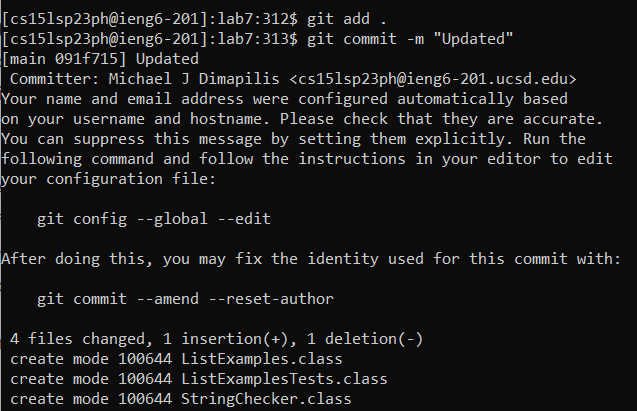 [cs15lsp23ph@ieng6-201]:lab7:312$ git add .
[cs15lsp23ph@ieng6-201]:lab7:313$ git commit -m "Updated"
[main 091f715] Updated
 Committer: Michael J Dimapilis <cs15lsp23ph@ieng6-201.ucsd.edu>
Your name and email address were configured automatically based
on your username and hostname. Please check that they are accurate.
You can suppress this message by setting them explicitly. Run the
following command and follow the instructions in your editor to edit
your configuration file:

    git config --global --edit

After doing this, you may fix the identity used for this commit with:

    git commit --amend --reset-author

 4 files changed, 1 insertion(+), 1 deletion(-)
 create mode 100644 ListExamples.class
 create mode 100644 ListExamplesTests.class
 create mode 100644 StringChecker.class